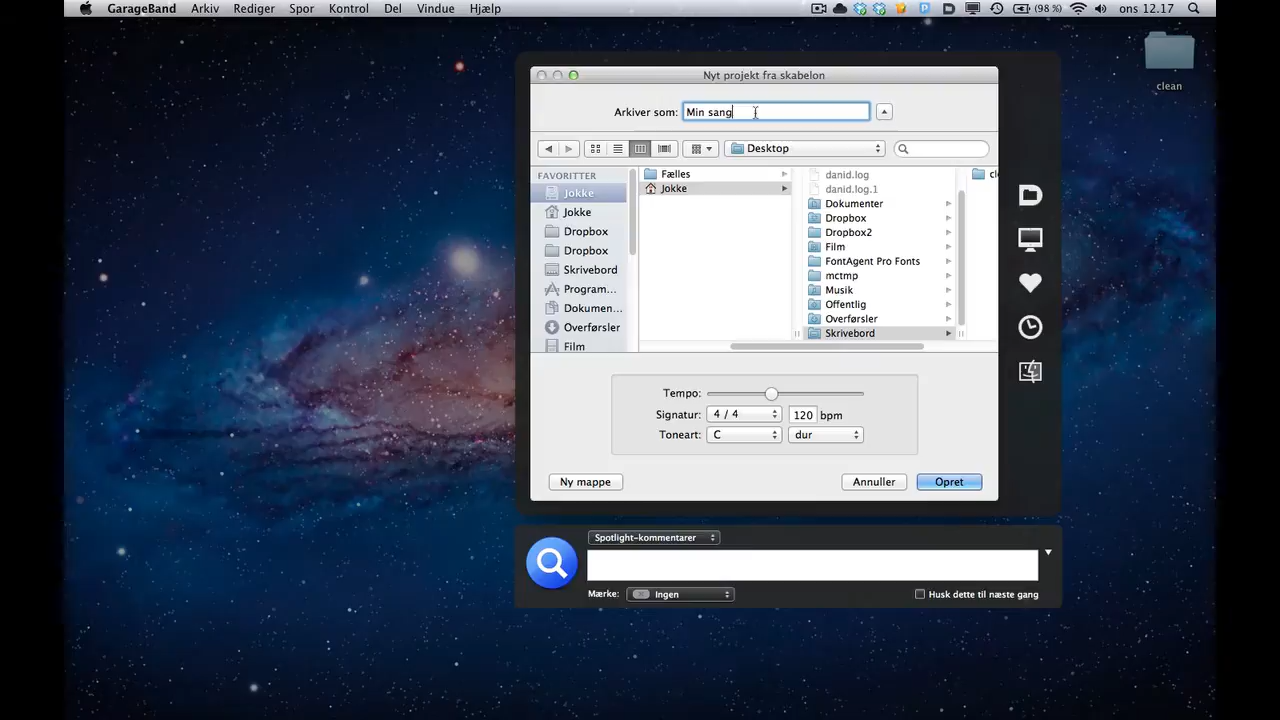 GarageBand Arkiv Rediger Spor Kontrol Del Vindue Hjælp (98 %) ons 12.17
clean
Nyt projekt fra skabelon
Arkiver som: Min sang
Desktop
FAVORITTER
Jokke
Jokke
Dropbox
Dropbox
Skrivebord
Program...
Dokumen...
Overførsler
Film
Fælles
Jokke
danid.log
danid.log.1
Dokumenter
Dropbox
Dropbox2
Film
FontAgent Pro Fonts
mctmp
Musik
Offentlig
Overførsler
Skrivebord
Tempo:
Signatur: 4 / 4 120 bpm
Toneart: C dur
Ny mappe Annuller Opret
Spotlight-kommentarer
Mærke: Ingen Husk dette til næste gang